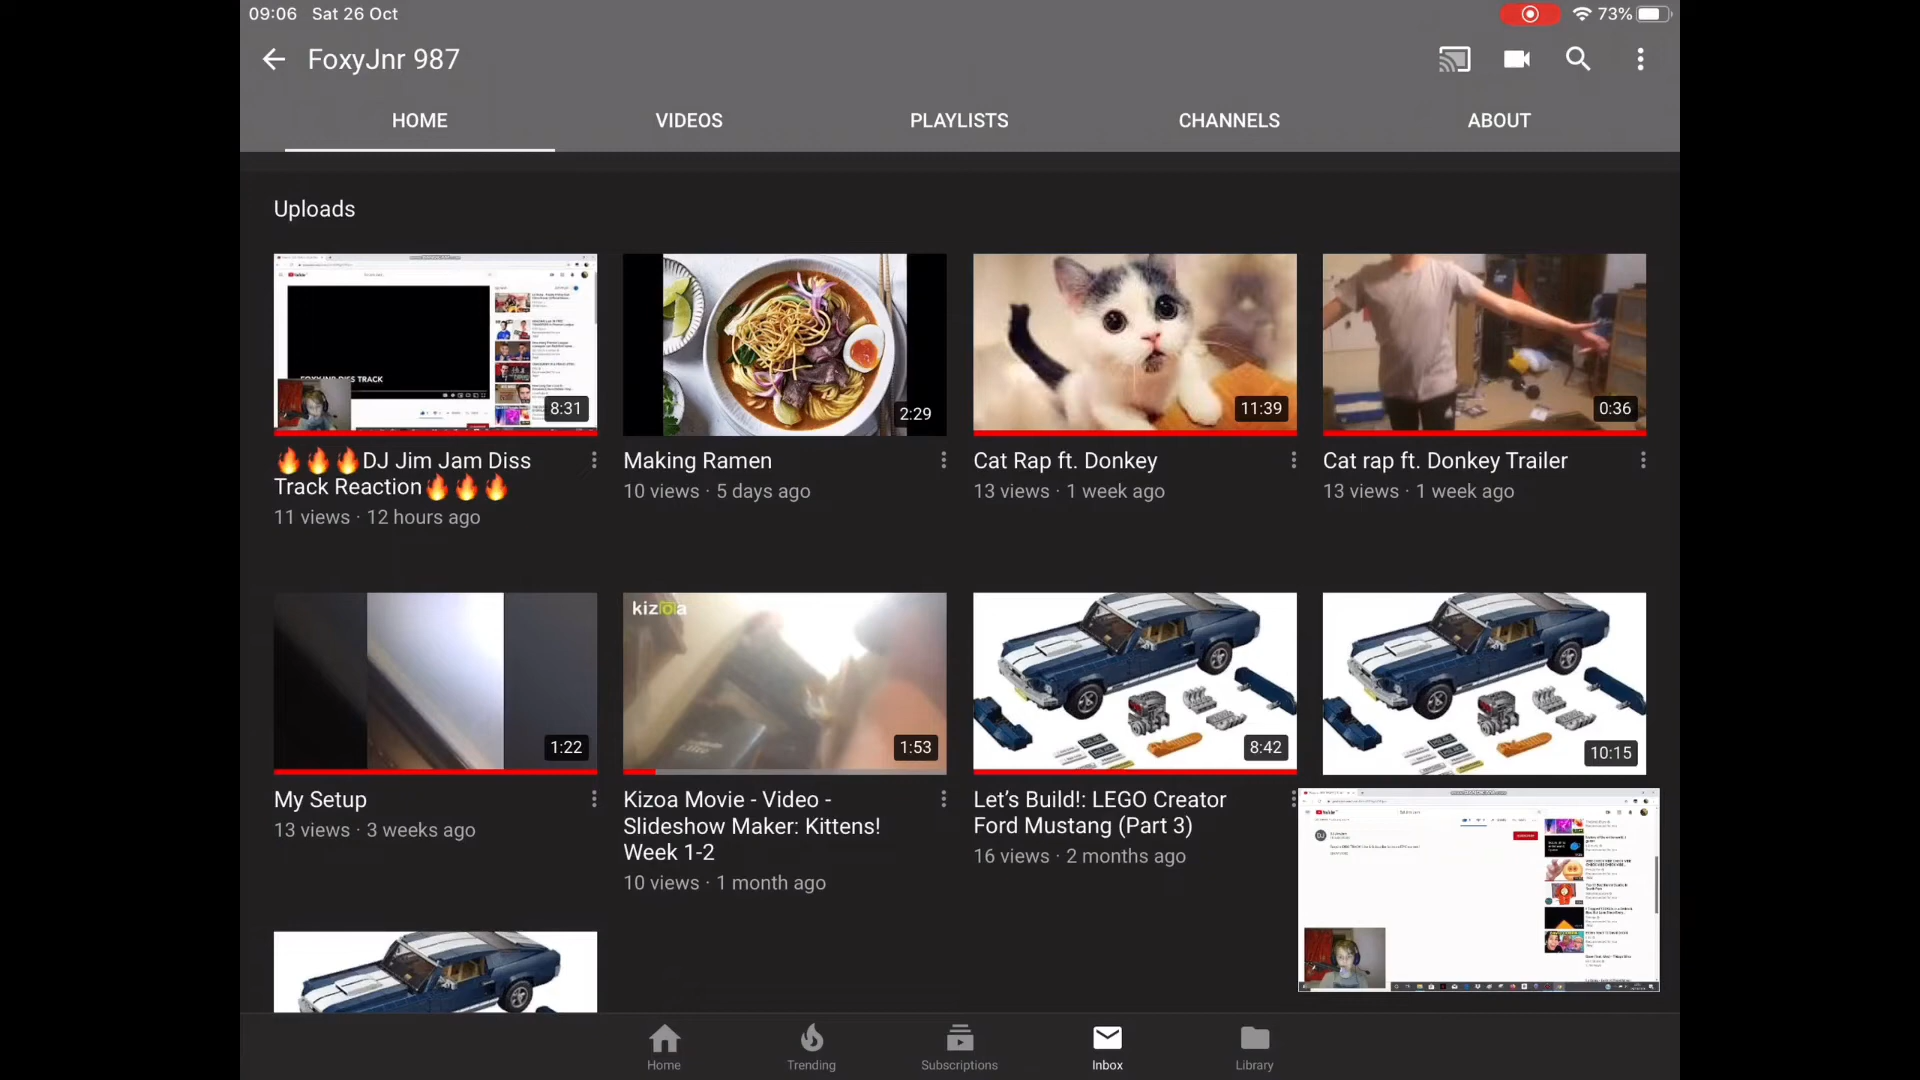 09:06 Sat 26 Oct
73%
FoxyJnr 987
HOME VIDEOS PLAYLISTS CHANNELS ABOUT
Uploads
FOXYJNR DISS TRACK
8:31
2:29
11:39
0:36
🔥🔥🔥DJ Jim Jam Diss
Track Reaction🔥🔥🔥
11 views · 12 hours ago
Making Ramen
10 views · 5 days ago
Cat Rap ft. Donkey
13 views · 1 week ago
Cat rap ft. Donkey Trailer
13 views · 1 week ago
kizoa
1:22
1:53
8:42
10:15
My Setup
13 views · 3 weeks ago
Kizoa Movie - Video -
Slideshow Maker: Kittens!
Week 1-2
10 views · 1 month ago
Let’s Build!: LEGO Creator
Ford Mustang (Part 3)
16 views · 2 months ago
Home Trending Subscriptions Inbox Library